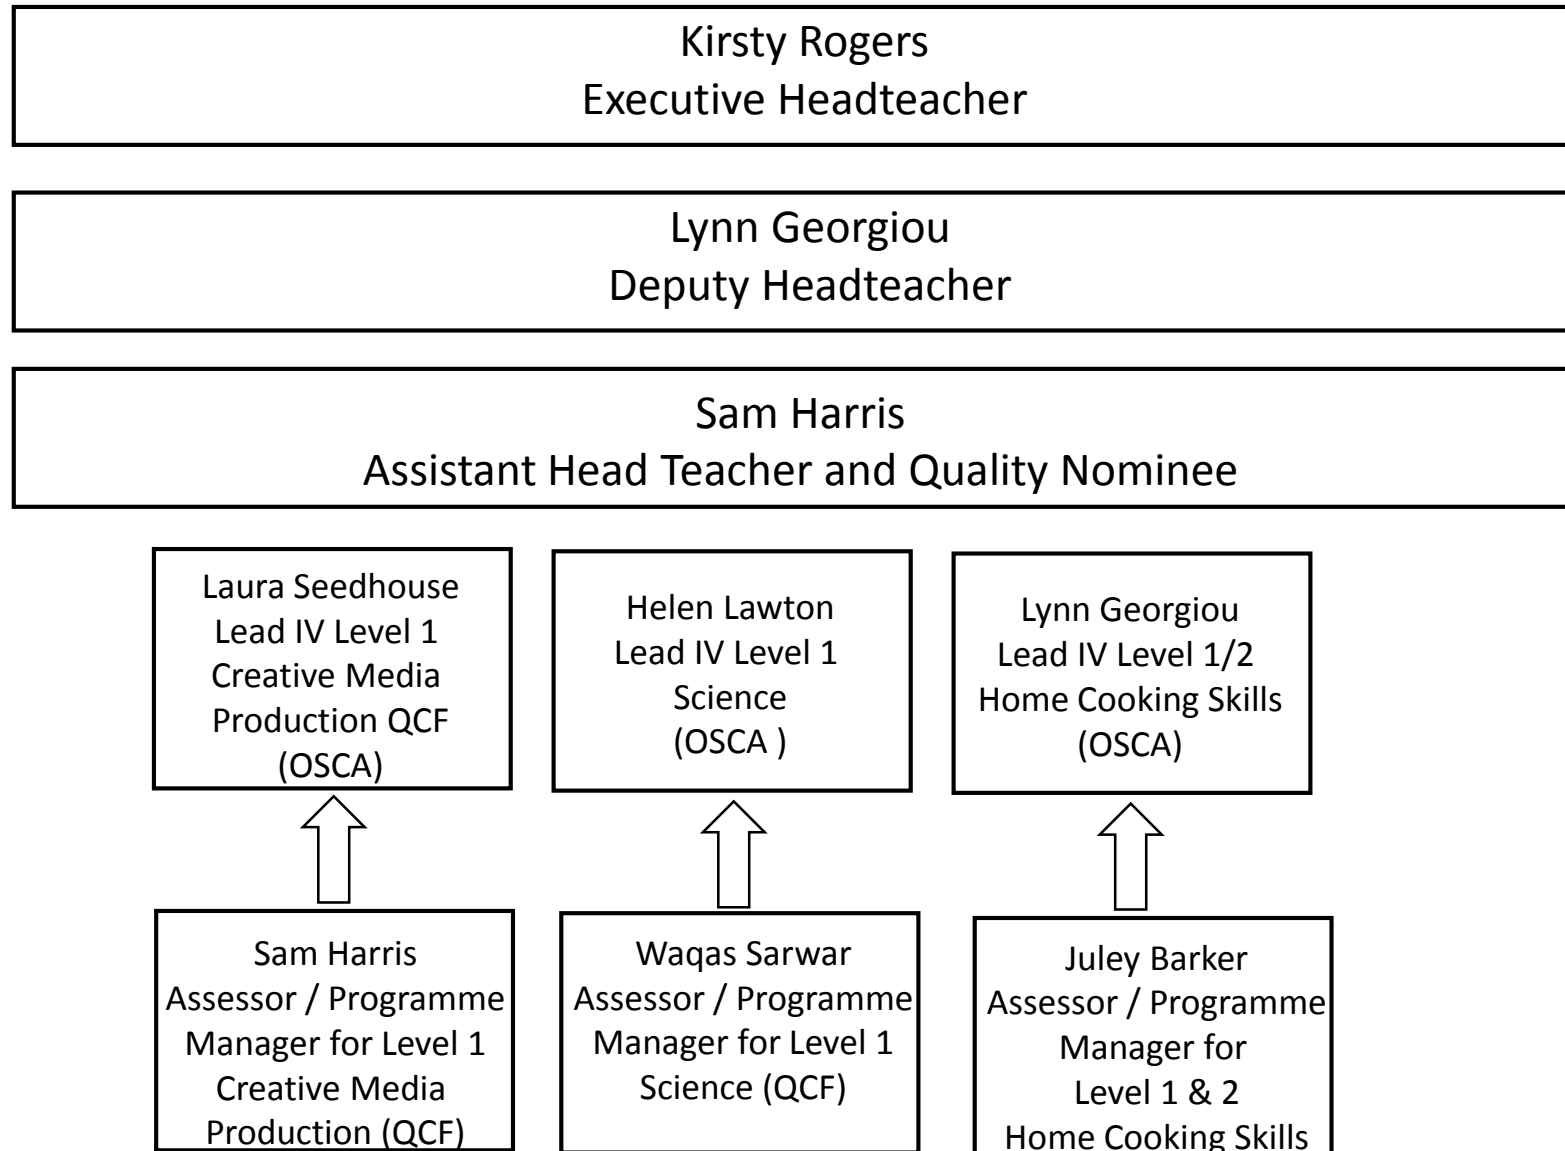 Kirsty Rogers
Executive Headteacher
Lynn Georgiou
Deputy Headteacher
Sam Harris
Assistant Head Teacher and Quality Nominee
Laura Seedhouse
Lead IV Level 1
Creative Media
Production QCF
(OSCA)
Helen Lawton
Lead IV Level 1
Science
(OSCA )
Lynn Georgiou
Lead IV Level 1/2
Home Cooking Skills
(OSCA)
Sam Harris
Assessor / Programme
Manager for Level 1
Creative Media
Production (QCF)
Waqas Sarwar
Assessor / Programme
Manager for Level 1
Science (QCF)
Juley Barker
Assessor / Programme
Manager for
Level 1 & 2
Home Cooking Skills